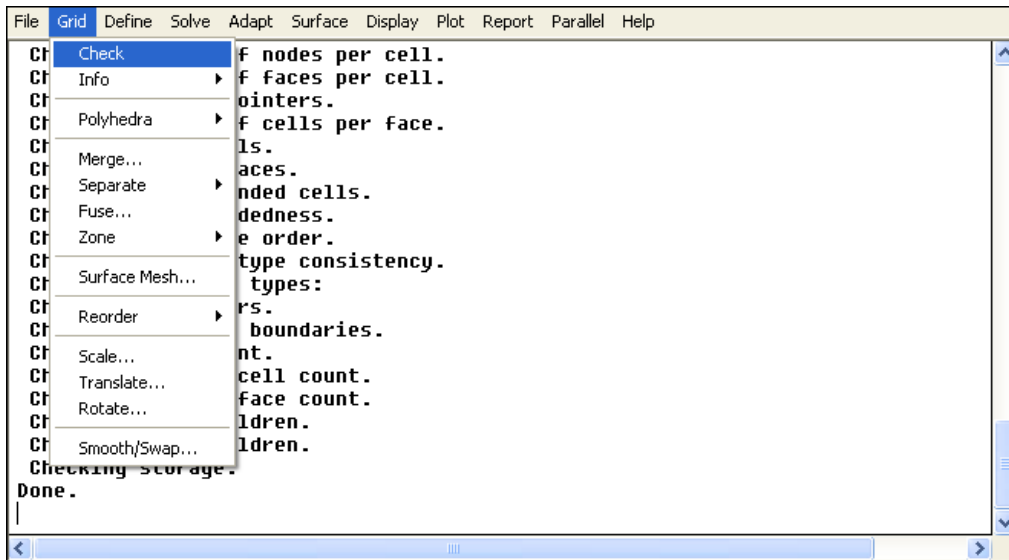 File Grid Define Solve Adapt Surface Display Plot Report Parallel Help
Check
Info
Polyhedra
Merge...
Separate
Fuse...
Zone
Surface Mesh...
Reorder
Scale...
Translate...
Rotate...
Smooth/Swap...
f nodes per cell.
f faces per cell.
ointers.
f cells per face.
ls.
aces.
nded cells.
dedness.
e order.
type consistency.
types:
rs.
boundaries.
nt.
cell count.
face count.
ldren.
ldren.
Checking storage.
Done.